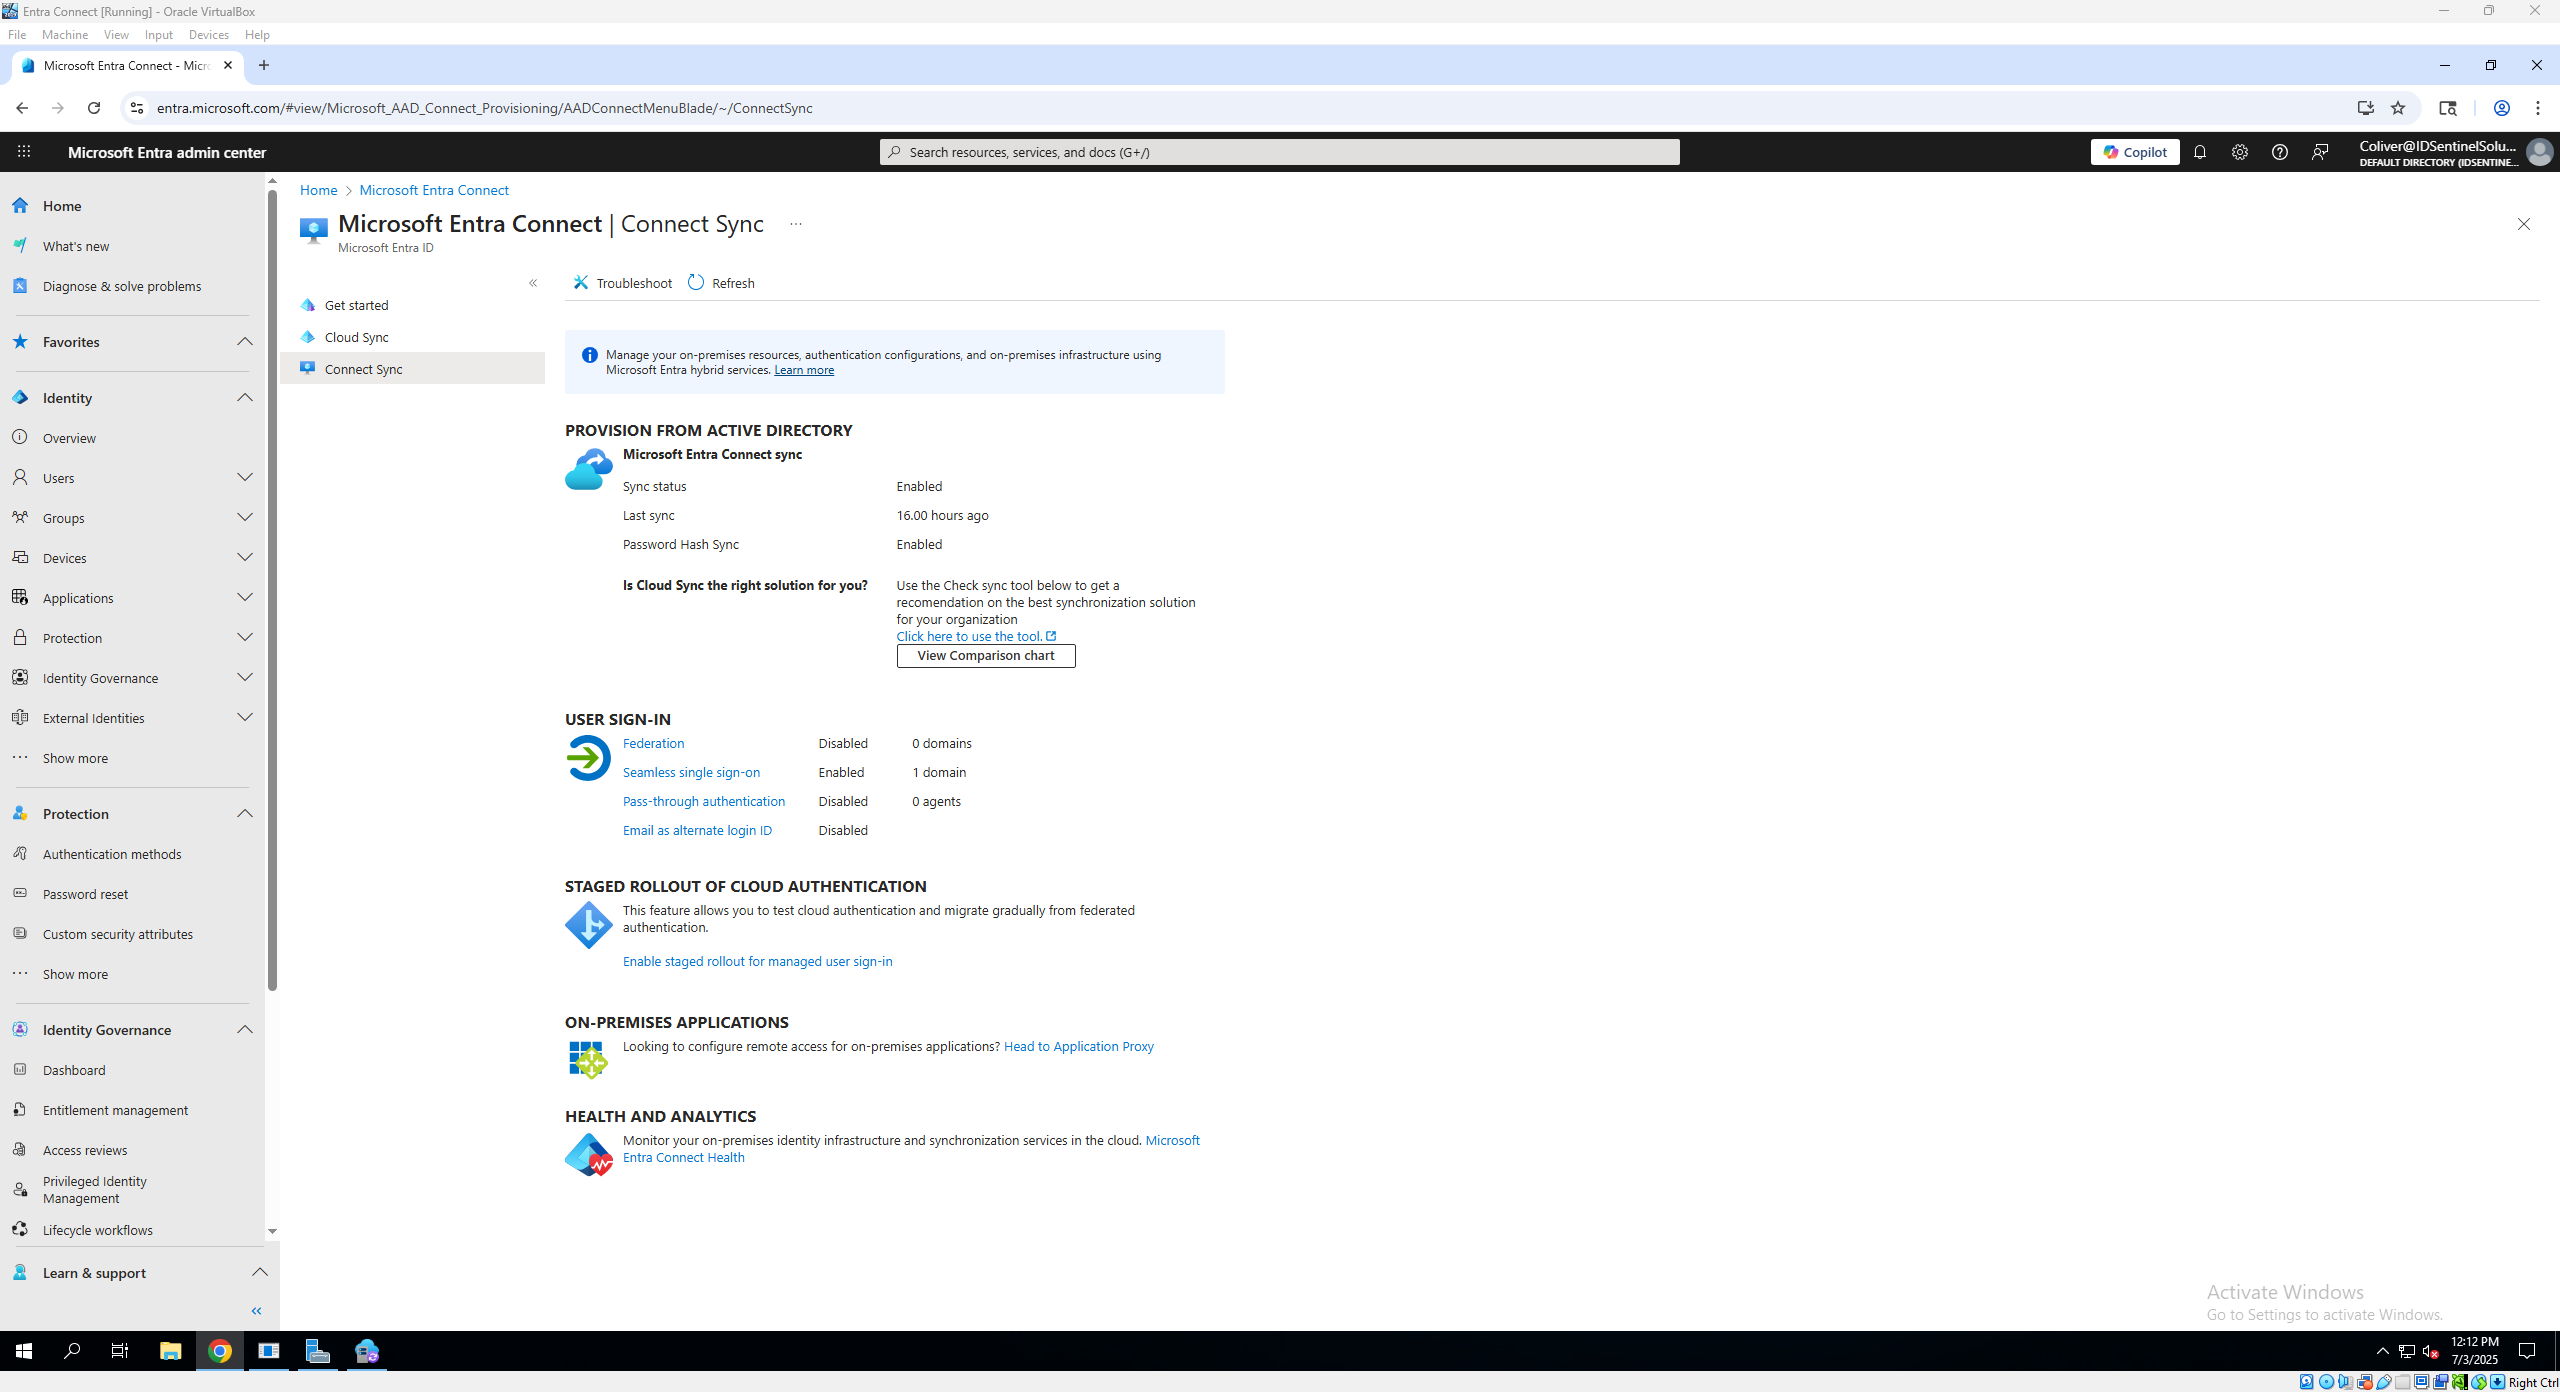 Entra Connect [Running] - Oracle VirtualBox
File Machine View Input Devices Help
Microsoft Entra Connect - Micr
entra.microsoft.com/#view/Microsoft_AAD_Connect_Provisioning/AADConnectMenuBlade/~/ConnectSync
Microsoft Entra admin center
Search resources, services, and docs (G+/)
Copilot
Coliver@IDSentinelSolu...
DEFAULT DIRECTORY (IDSENTINE...
Home
What's new
Diagnose & solve problems
Favorites
Identity
Overview
Users
Groups
Devices
Applications
Protection
Identity Governance
External Identities
Show more
Protection
Authentication methods
Password reset
Custom security attributes
Show more
Identity Governance
Dashboard
Entitlement management
Access reviews
Privileged Identity
Management
Lifecycle workflows
Learn & support
Home > Microsoft Entra Connect
Microsoft Entra Connect | Connect Sync ...
Microsoft Entra ID
Get started
Cloud Sync
Connect Sync
Troubleshoot Refresh
Manage your on-premises resources, authentication configurations, and on-premises infrastructure using
Microsoft Entra hybrid services. Learn more
PROVISION FROM ACTIVE DIRECTORY
Microsoft Entra Connect sync
Sync status Enabled
Last sync 16.00 hours ago
Password Hash Sync Enabled
Is Cloud Sync the right solution for you? Use the Check sync tool below to get a
recomendation on the best synchronization solution
for your organization
Click here to use the tool.
View Comparison chart
USER SIGN-IN
Federation Disabled 0 domains
Seamless single sign-on Enabled 1 domain
Pass-through authentication Disabled 0 agents
Email as alternate login ID Disabled
STAGED ROLLOUT OF CLOUD AUTHENTICATION
This feature allows you to test cloud authentication and migrate gradually from federated
authentication.
Enable staged rollout for managed user sign-in
ON-PREMISES APPLICATIONS
Looking to configure remote access for on-premises applications? Head to Application Proxy
HEALTH AND ANALYTICS
Monitor your on-premises identity infrastructure and synchronization services in the cloud. Microsoft
Entra Connect Health
Activate Windows
Go to Settings to activate Windows.
12:12 PM
7/3/2025
Right Ctrl